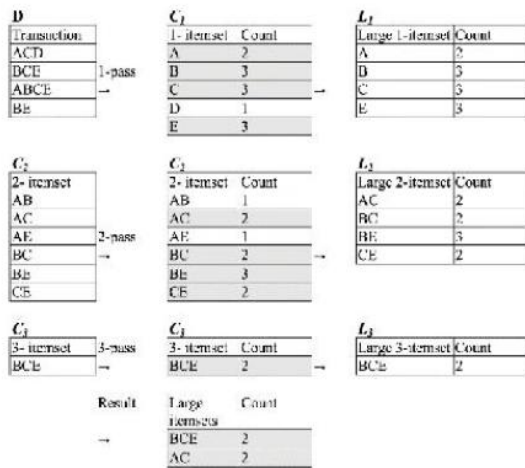 D C1 L1
Transaction 1- itemset Count Large 1-itemset Count
ACD A 2 A 2
BCE 1-pass B 3 B 3
ABCE → C 3 → C 3
BE D 1 E 3
E 3
C2 C2 L2
2- itemset 2- itemset Count Large 2-itemset Count
AB AB 1 AC 2
AC AC 2 BC 2
AE 2-pass AE 1 BE 3
BC → BC 2 → CE 2
BE BE 3
CE CE 2
C3 C3 L3
3- itemset 3-pass 3- itemset Count Large 3-itemset Count
BCE → BCE 2 → BCE 2
Result Large Count
itemsets
→ BCE 2
AC 2